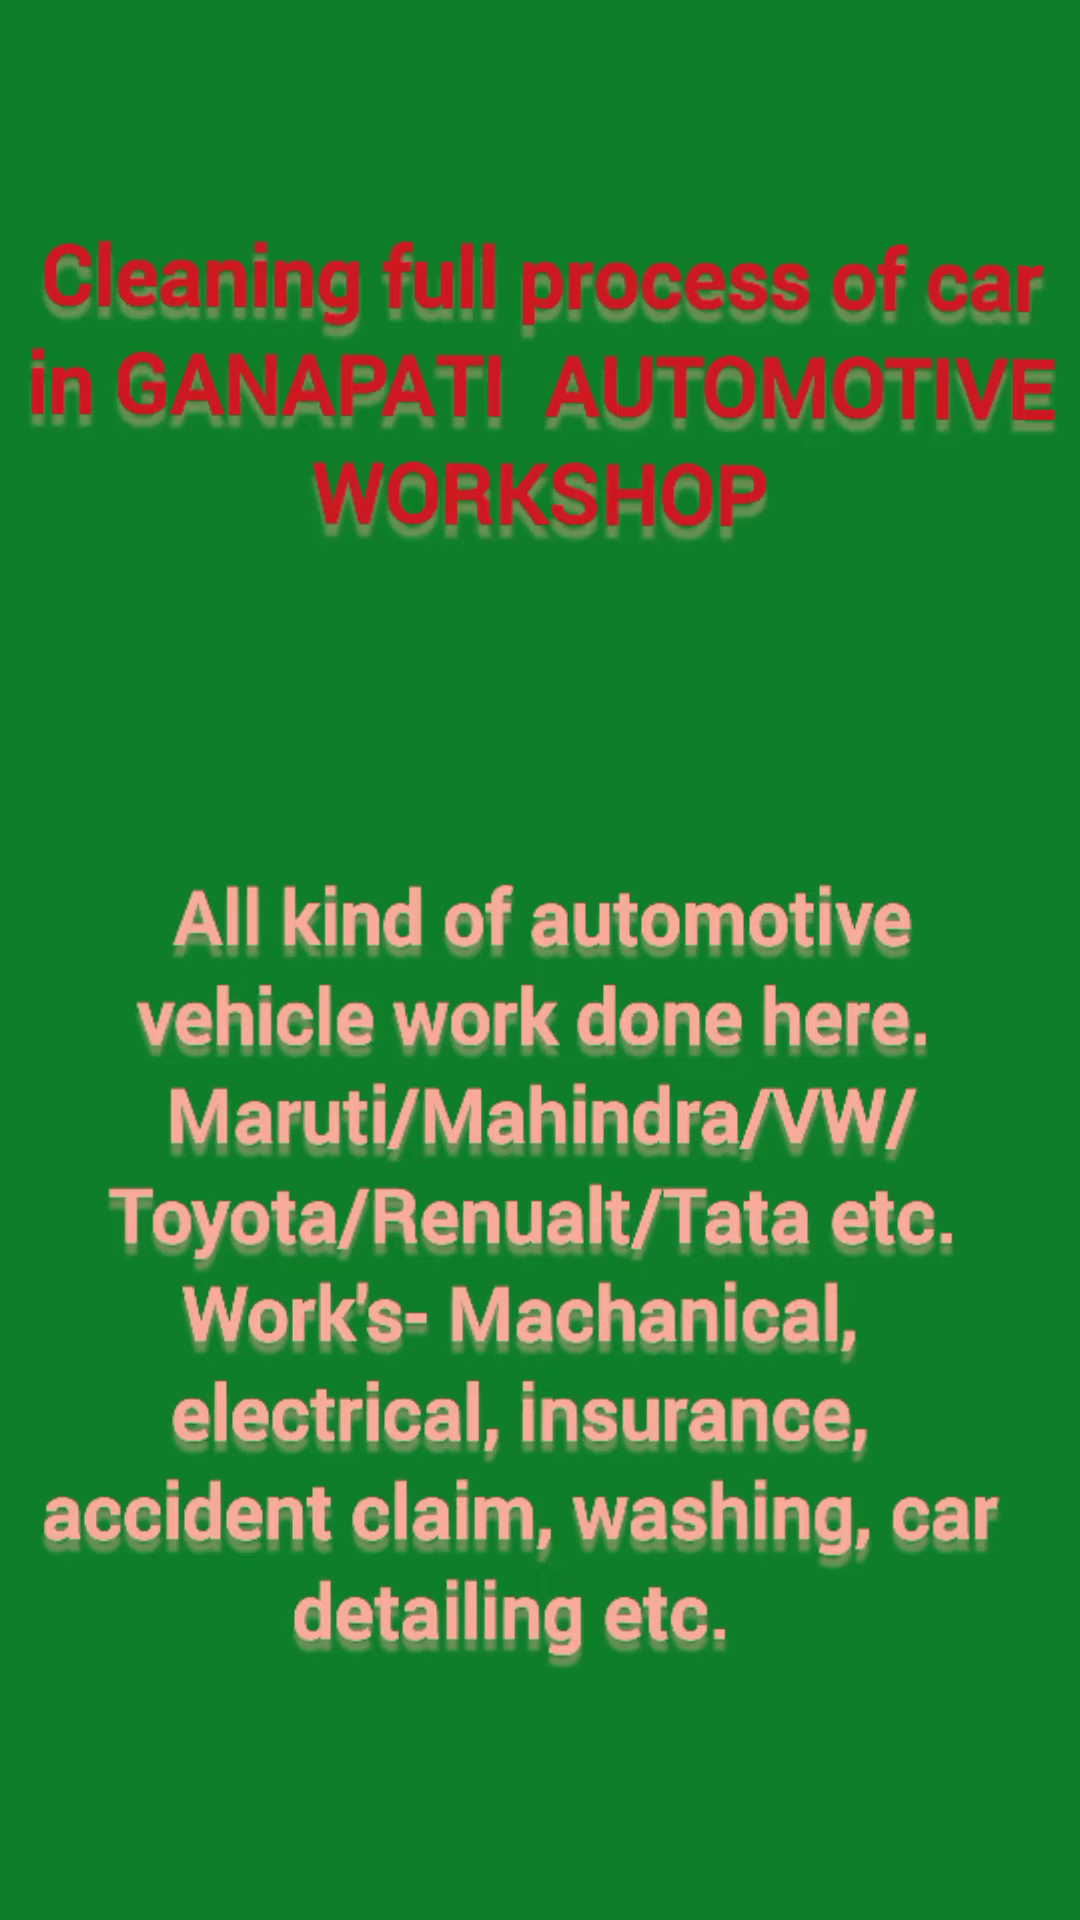 Cleaning full process of car
in GANAPATI AUTOMOTIVE
WORKSHOP
All kind of automotive
vehicle work done here.
Maruti/Mahindra/VW/
Toyota/Renualt/Tata etc.
Work's- Machanical,
electrical, insurance,
accident claim, washing, car
detailing etc.